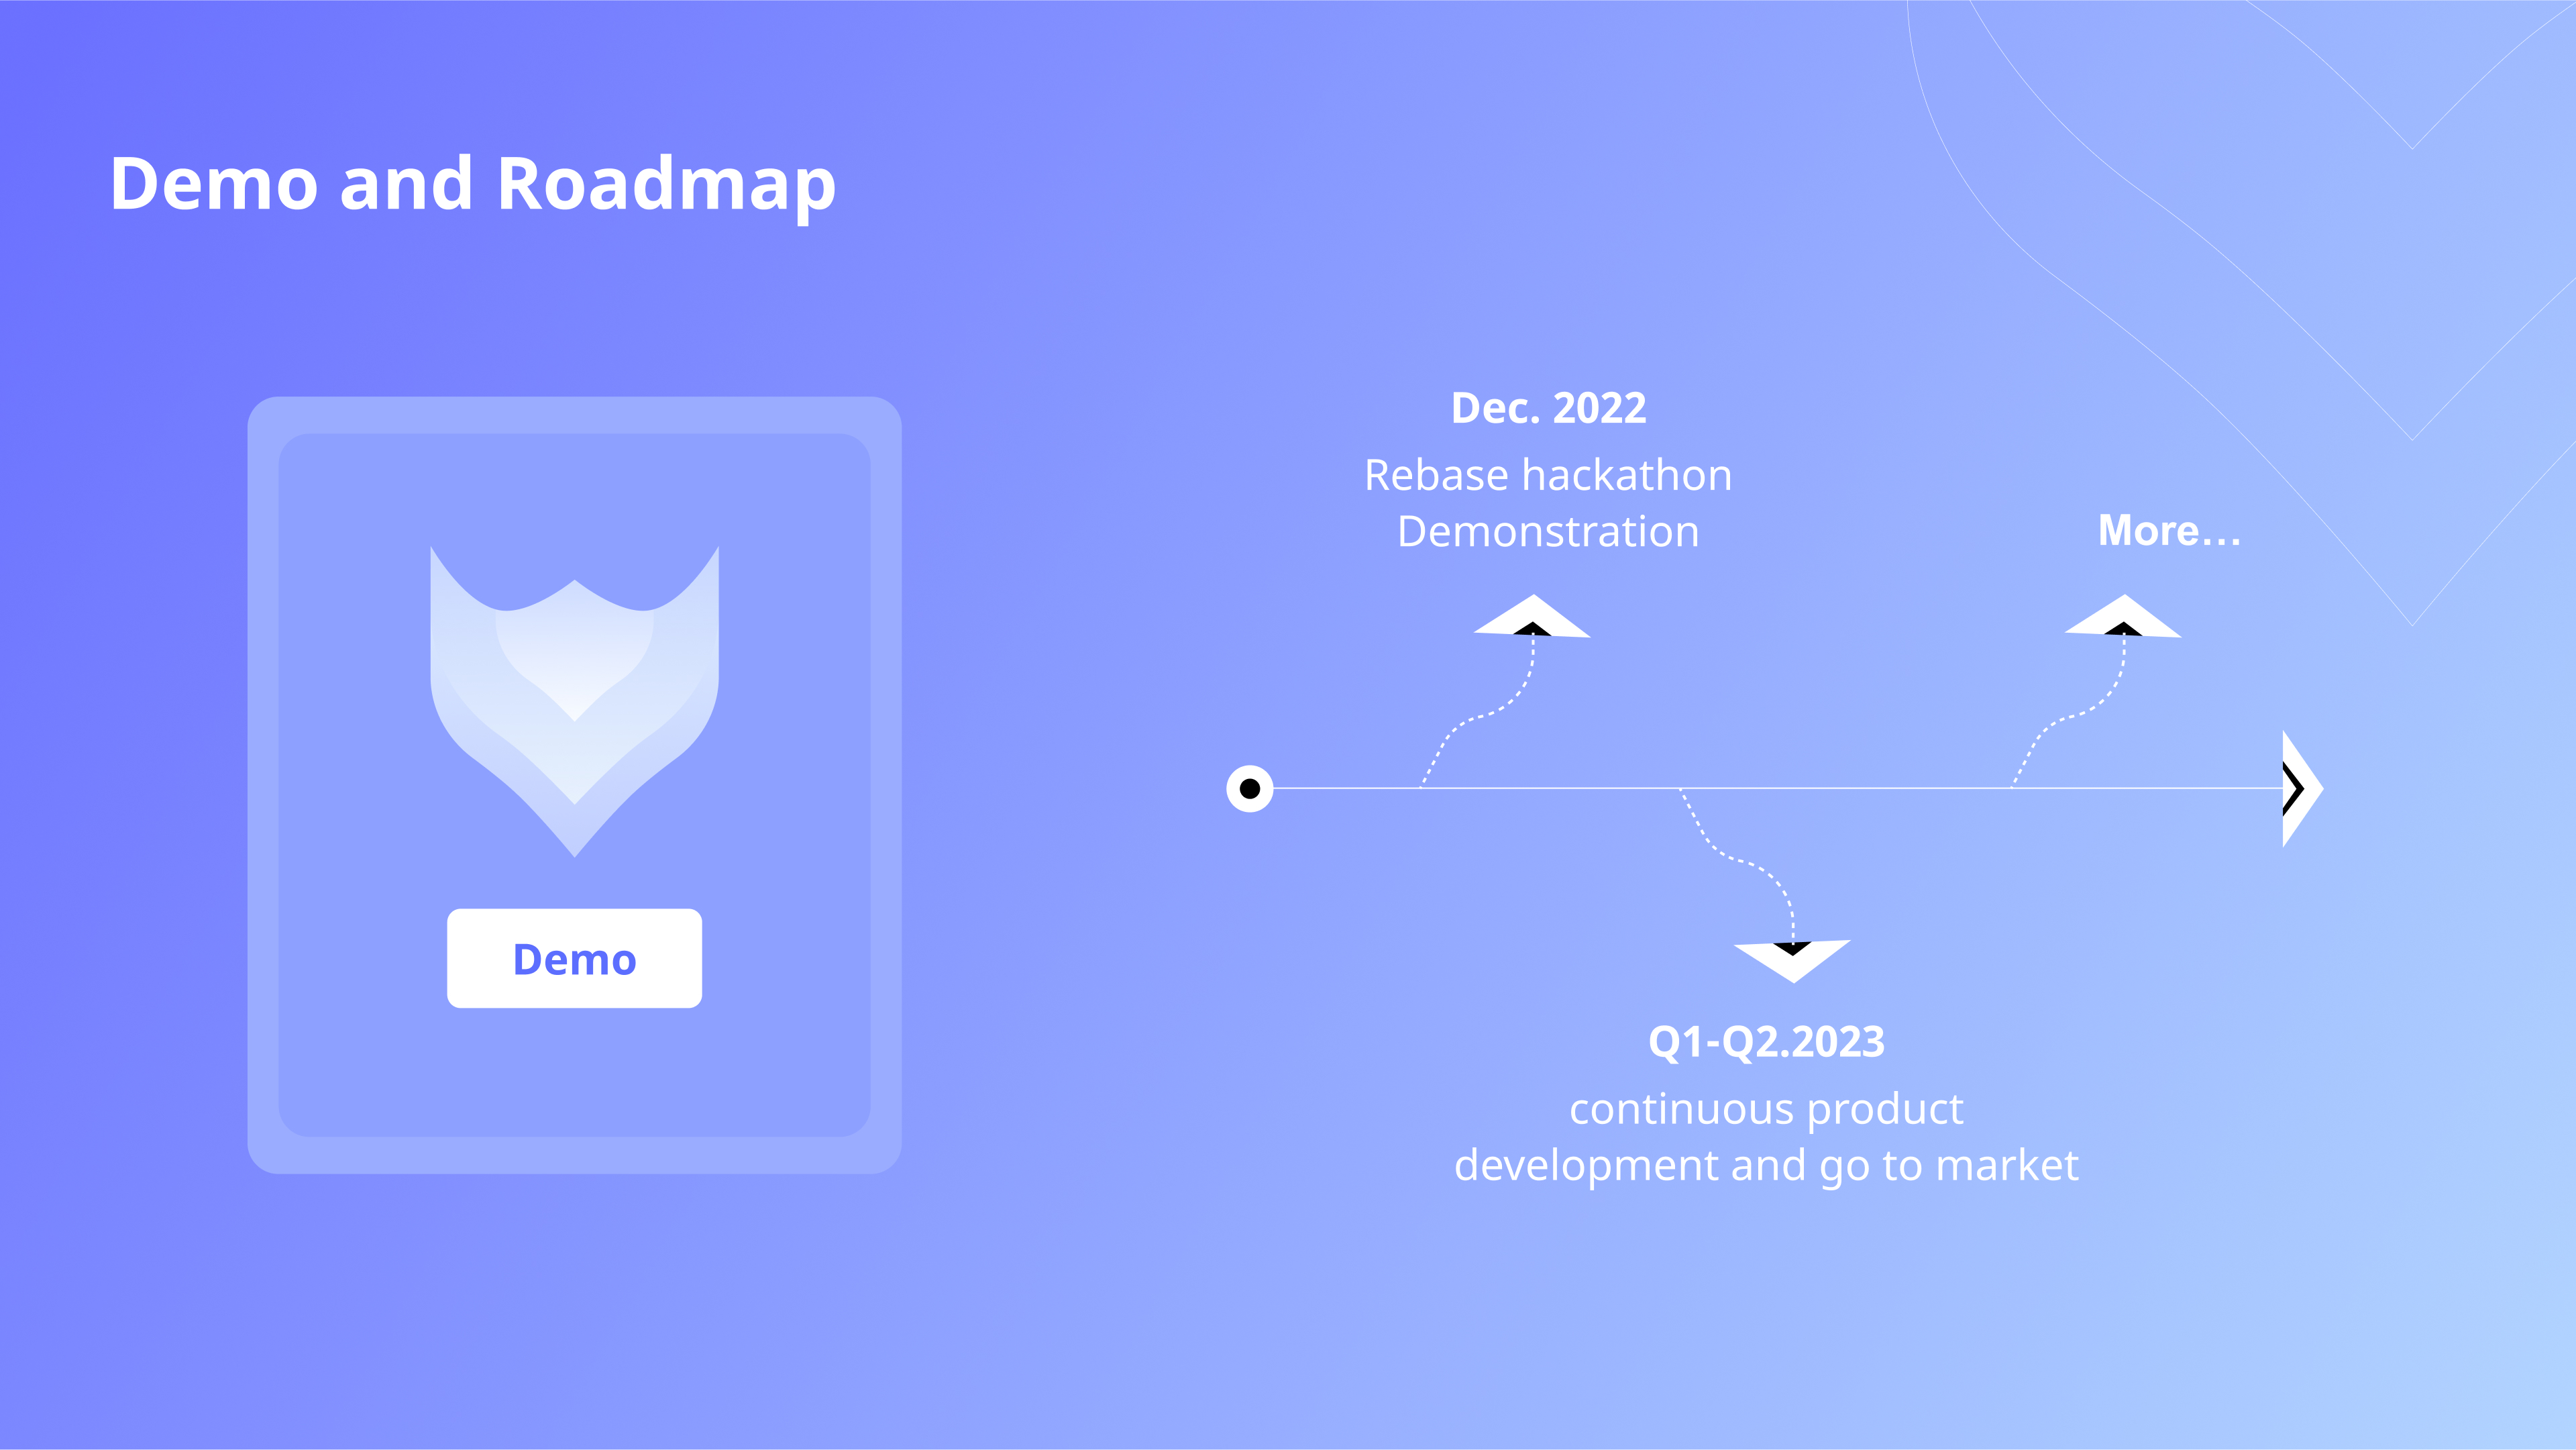 Demo and Roadmap
Demo
Dec. 2022
Rebase hackathon
Demonstration
More...
Q1-Q2.2023
continuous product
development and go to market